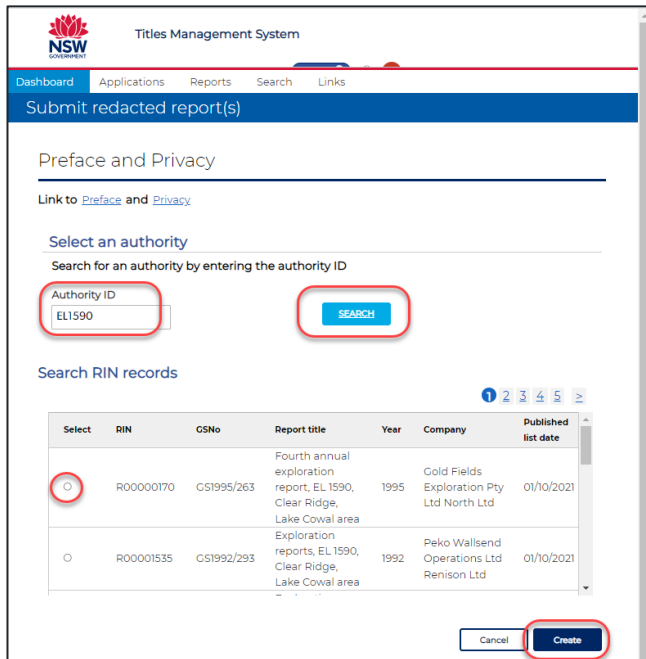 NSW
GOVERNMENT
Titles Management System
Dashboard Applications Reports Search Links
Submit redacted report(s)
Preface and Privacy
Link to Preface and Privacy
Select an authority
Search for an authority by entering the authority ID
Authority ID
EL1590
SEARCH
Search RIN records
1 2 3 4 5 >
Select RIN GSNo Report title Year Company Published
list date
Fourth annual
exploration
report, EL 1590,
Clear Ridge,
Lake Cowal area
R00000170 GS1995/263 1995
Gold Fields
Exploration Pty
Ltd North Ltd
01/10/2021
Exploration
reports, EL 1590,
Clear Ridge,
Lake Cowal area
R00001535 GS1992/293 1992
Peko Wallsend
Operations Ltd
Renison Ltd
01/10/2021
Cancel Create